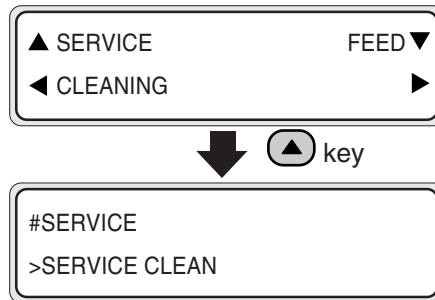 ▲ SERVICE FEED ▼
◀ CLEANING ▶
▲ key
#SERVICE
>SERVICE CLEAN